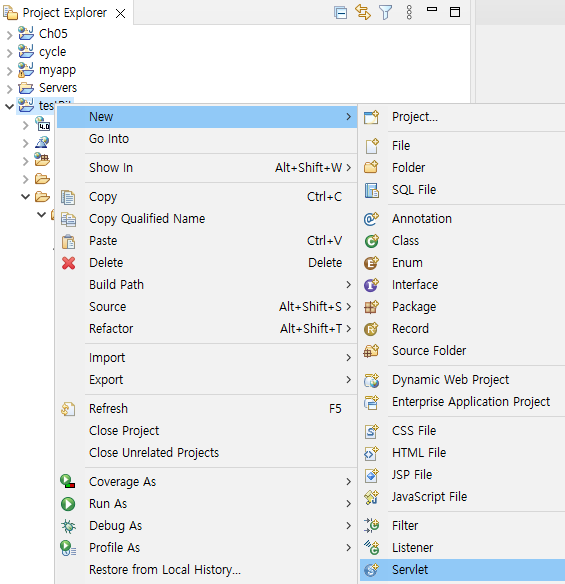 Project Explorer
Ch05
cycle
myapp
Servers
4.0
New
Go Into
Show In Alt+Shift+W
Copy Ctrl+C
Copy Qualified Name
Paste Ctrl+V
Delete Delete
Build Path
Source Alt+Shift+S
Refactor Alt+Shift+T
Import
Export
Refresh F5
Close Project
Close Unrelated Projects
Coverage As
Run As
Debug As
Profile As
Restore from Local History...
Project...
File
Folder
SQL File
Annotation
Class
Enum
Interface
Package
Record
Source Folder
Dynamic Web Project
Enterprise Application Project
CSS File
HTML File
JSP File
JavaScript File
Filter
Listener
Servlet